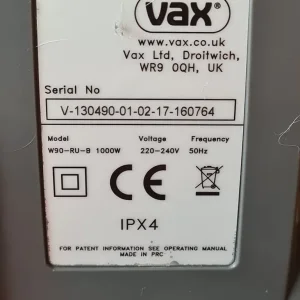 vax®
www.vax.co.uk
Vax Ltd, Droitwich,
WR9 0QH, UK
Serial No
V-130490-01-02-17-160764
Model Voltage Frequency
W90-RU-B 1000W 220-240V 50Hz
CE
IPX4
FOR PATENT INFORMATION SEE OPERATING MANUAL
MADE IN PRC